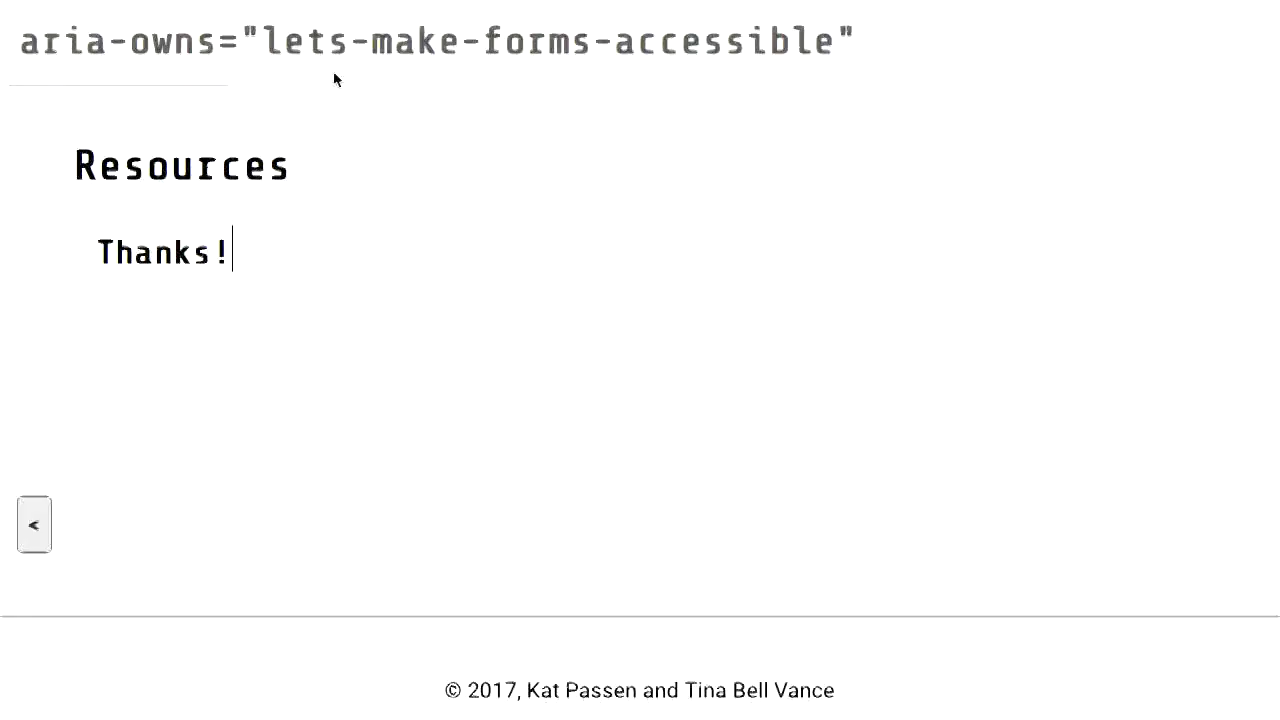 aria-owns="lets-make-forms-accessible"
Resources
Thanks!
<
© 2017, Kat Passen and Tina Bell Vance